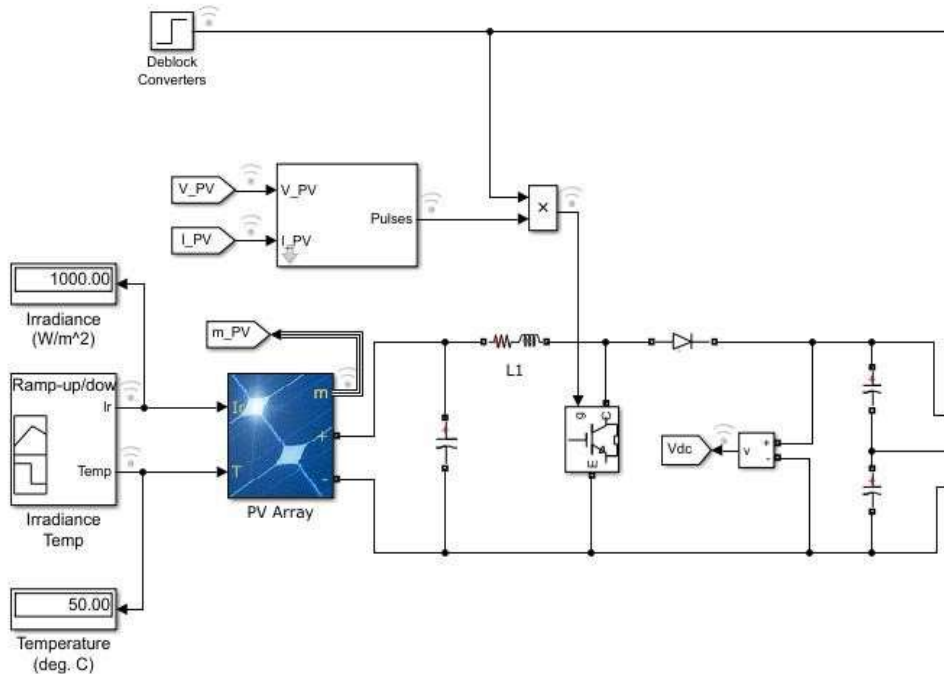 Deblock
Converters
V_PV
V_PV
Pulses
I_PV
I_PV
×
1000.00
Irradiance
(W/m^2)
m_PV
L1
Ramp-up/dow
Ir
Ir
m
+
g
C
E
Vdc
v
+
-
Temp
T
-
PV Array
Irradiance
Temp
50.00
Temperature
(deg. C)